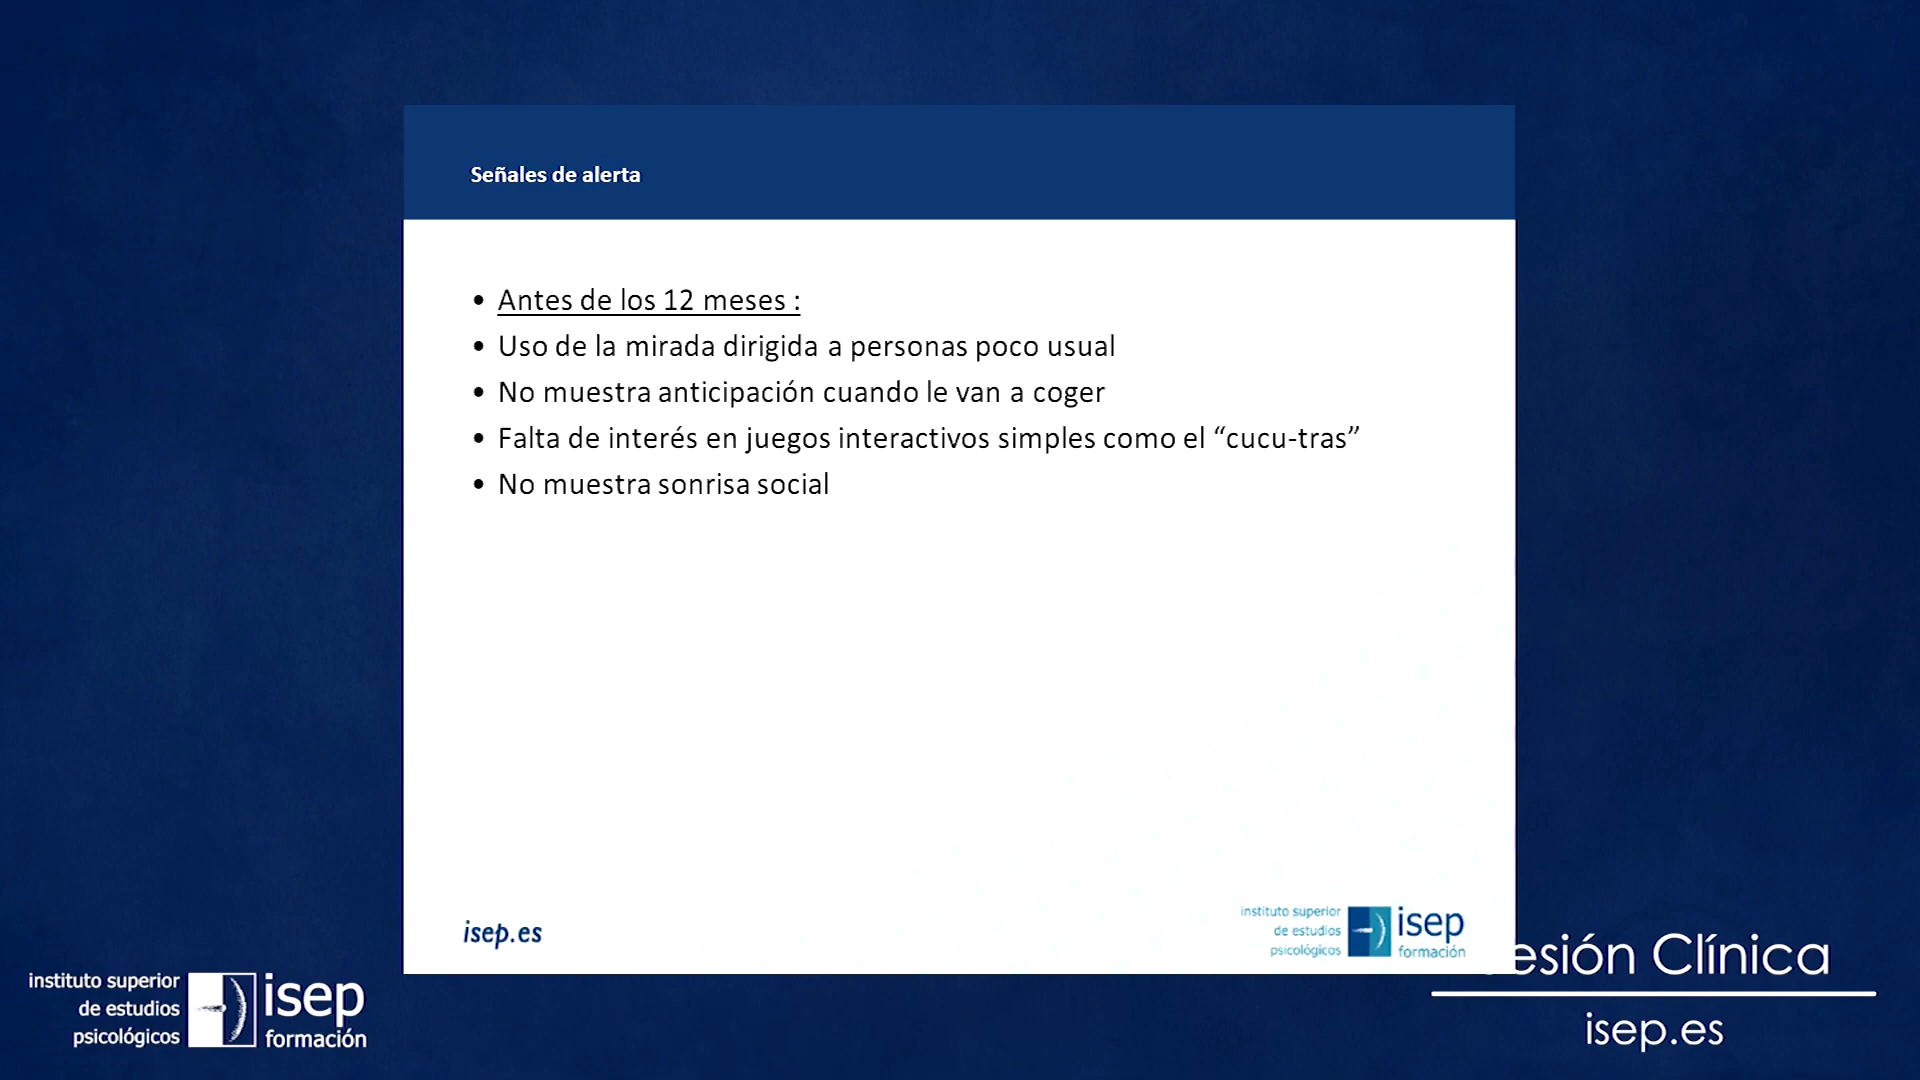 Señales de alerta
• Antes de los 12 meses :
• Uso de la mirada dirigida a personas poco usual
• No muestra anticipación cuando le van a coger
• Falta de interés en juegos interactivos simples como el “cucu-tras”
• No muestra sonrisa social
isep.es
instituto superior
de estudios
psicológicos
isep
formación
instituto superior
de estudios
psicológicos
isep
formación
esión Clínica
isep.es